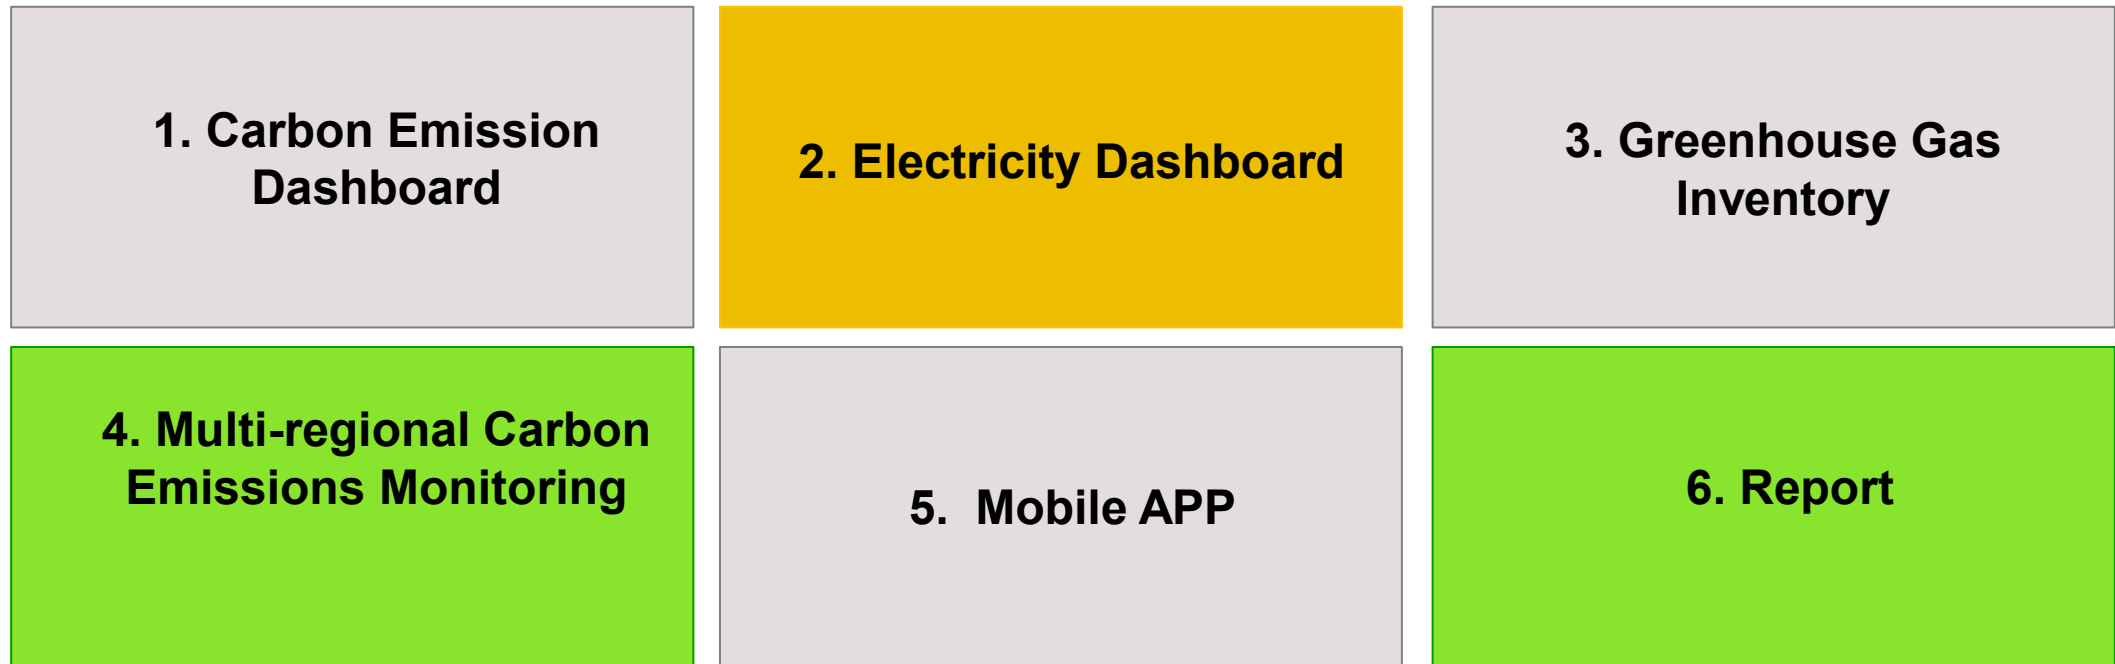 1. Carbon Emission
Dashboard
2. Electricity Dashboard
3. Greenhouse Gas
Inventory
4. Multi-regional Carbon
Emissions Monitoring
5.  Mobile APP
6. Report